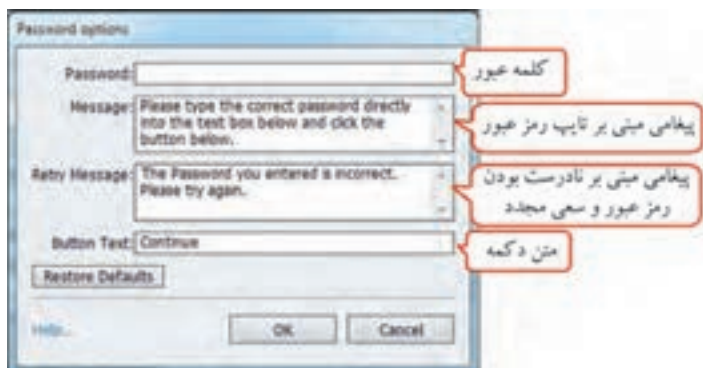 Password options
Password:
کلمه عبور
Message: Please type the correct password directly
into the text box below and click the
button below.
پیغامی مبنی بر تایپ رمز عبور
Retry Message: The Password you entered is incorrect.
Please try again.
پیغامی مبنی بر نادرست بودن
رمز عبور و سعی مجدد
Button Text: Continue
متن دکمه
Restore Defaults
Help...
OK
Cancel